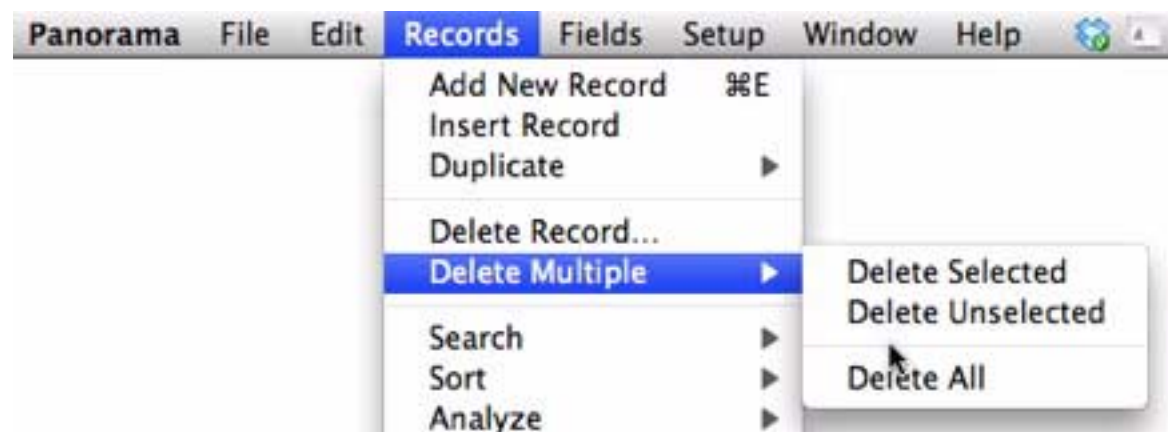 Panorama File Edit Records Fields Setup Window Help
Add New Record ⌘E
Insert Record
Duplicate
Delete Record...
Delete Multiple
Delete Selected
Delete Unselected
Delete All
Search
Sort
Analyze